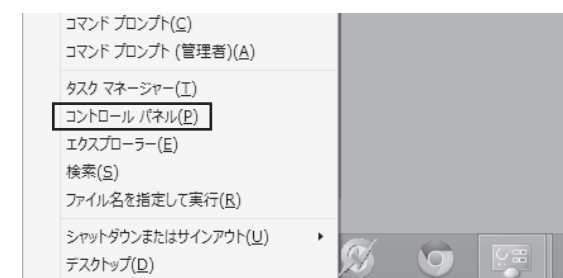 コマンド プロンプト(C)
コマンド プロンプト (管理者)(A)
タスク マネージャー(T)
コントロール パネル(P)
エクスプローラー(E)
検索(S)
ファイル名を指定して実行(R)
シャットダウンまたはサインアウト(U)
デスクトップ(D)